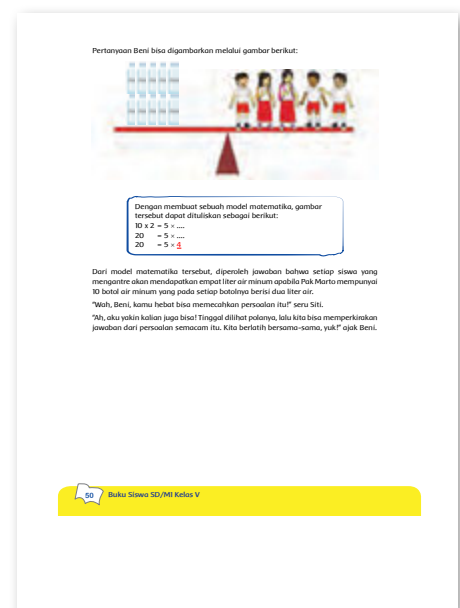 Pertanyaan Beni bisa digambarkan melalui gambar berikut:
Dengan membuat sebuah model matematika, gambar
tersebut dapat dituliskan sebagai berikut:
10 x 2 = 5 × ....
20 = 5 × ....
20 = 5 × 4
Dari model matematika tersebut, diperoleh jawaban bahwa setiap siswa yang
mengantre akan mendapatkan empat liter air minum apabila Pak Marto mempunyai
10 botol air minum yang pada setiap botolnya berisi dua liter air.
“Wah, Beni, kamu hebat bisa memecahkan persoalan itu!” seru Siti.
“Ah, aku yakin kalian juga bisa! Tinggal dilihat polanya, lalu kita bisa memperkirakan
jawaban dari persoalan semacam itu. Kita berlatih bersama-sama, yuk!” ajak Beni.
50 Buku Siswa SD/MI Kelas V